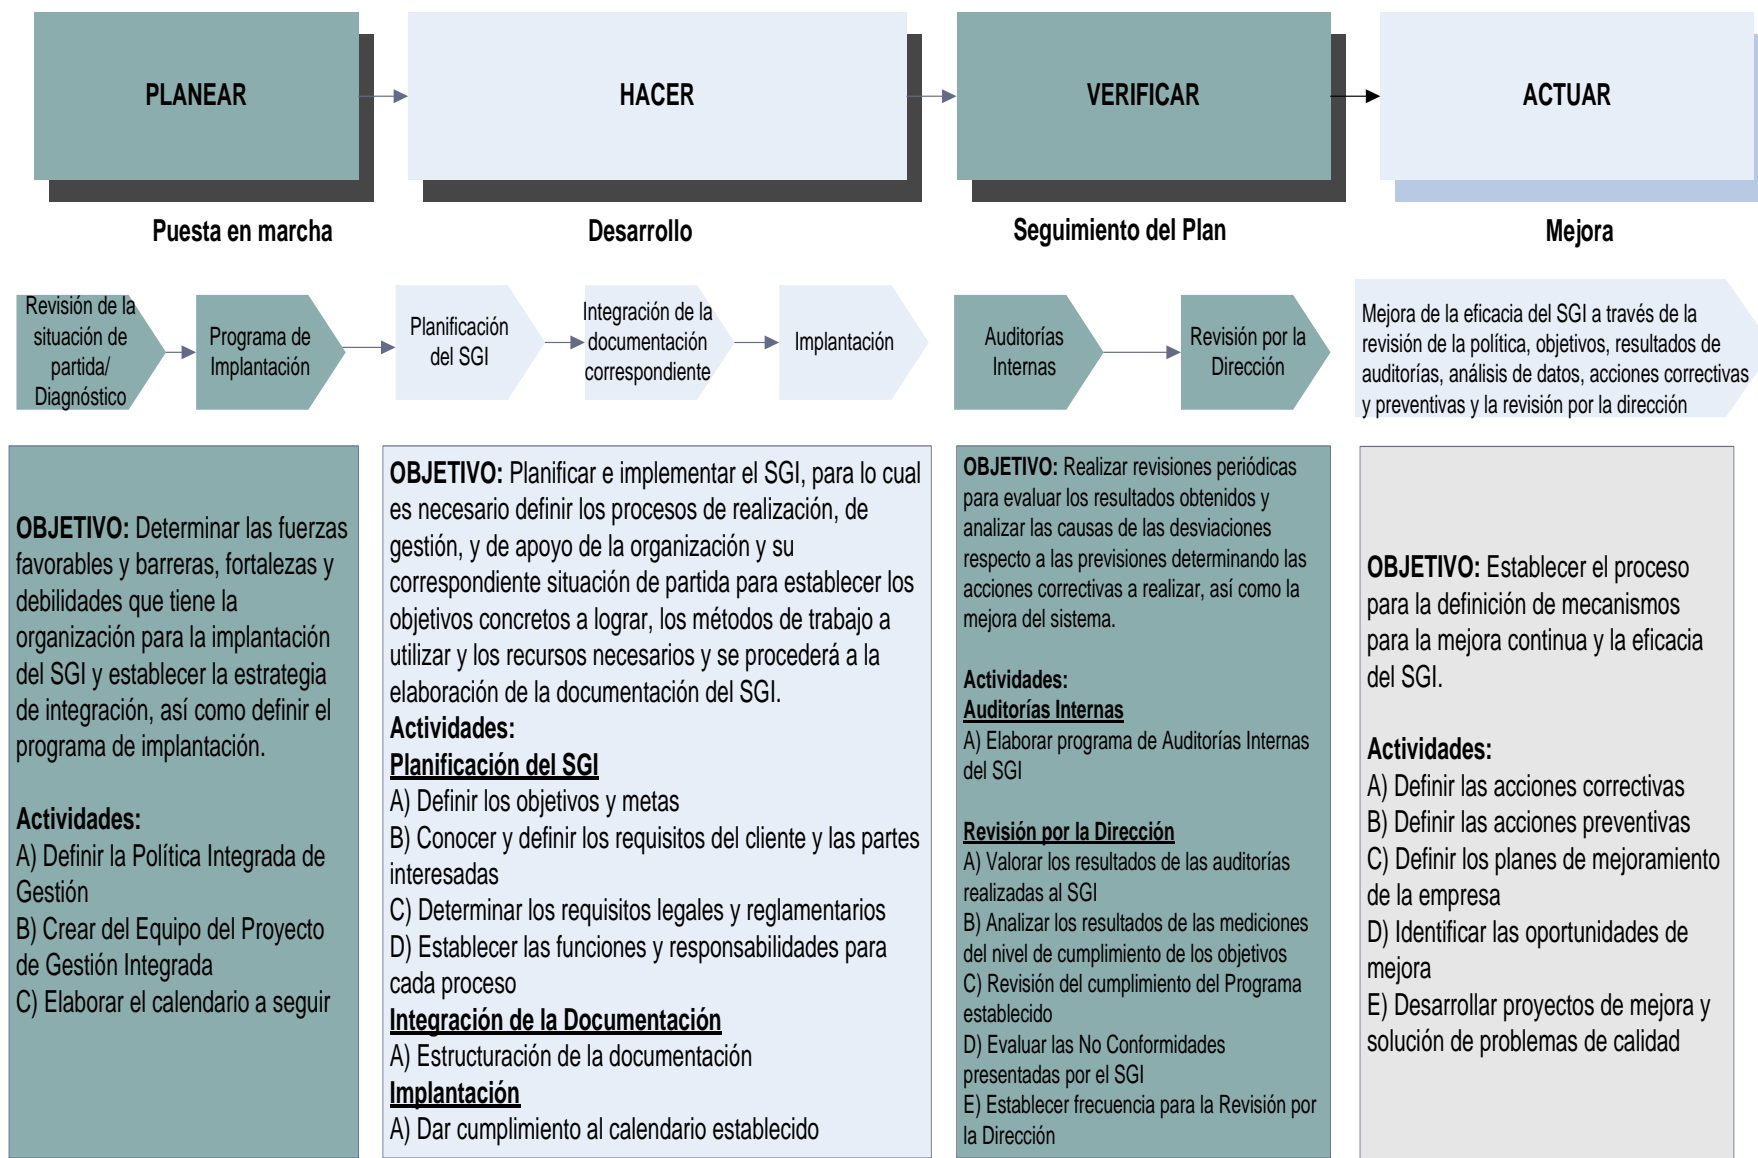 PLANEAR
HACER
VERIFICAR
ACTUAR
Puesta en marcha
Desarrollo
Seguimiento del Plan
Mejora
Revisión de la
situación de
partida/
Diagnóstico
Programa de
Implantación
Planificación
del SGI
Integración de la
documentación
correspondiente
Implantación
Auditorías
Internas
Revisión por la
Dirección
Mejora de la eficacia del SGI a través de la
revisión de la política, objetivos, resultados de
auditorías, análisis de datos, acciones correctivas
y preventivas y la revisión por la dirección
OBJETIVO: Determinar las fuerzas
favorables y barreras, fortalezas y
debilidades que tiene la
organización para la implantación
del SGI y establecer la estrategia
de integración, así como definir el
programa de implantación.
Actividades:
A) Definir la Política Integrada de
Gestión
B) Crear del Equipo del Proyecto
de Gestión Integrada
C) Elaborar el calendario a seguir
OBJETIVO: Planificar e implementar el SGI, para lo cual
es necesario definir los procesos de realización, de
gestión, y de apoyo de la organización y su
correspondiente situación de partida para establecer los
objetivos concretos a lograr, los métodos de trabajo a
utilizar y los recursos necesarios y se procederá a la
elaboración de la documentación del SGI.
Actividades:
Planificación del SGI
A) Definir los objetivos y metas
B) Conocer y definir los requisitos del cliente y las partes
interesadas
C) Determinar los requisitos legales y reglamentarios
D) Establecer las funciones y responsabilidades para
cada proceso
Integración de la Documentación
A) Estructuración de la documentación
Implantación
A) Dar cumplimiento al calendario establecido
OBJETIVO: Realizar revisiones periódicas
para evaluar los resultados obtenidos y
analizar las causas de las desviaciones
respecto a las previsiones determinando las
acciones correctivas a realizar, así como la
mejora del sistema.
Actividades:
Auditorías Internas
A) Elaborar programa de Auditorías Internas
del SGI
Revisión por la Dirección
A) Valorar los resultados de las auditorías
realizadas al SGI
B) Analizar los resultados de las mediciones
del nivel de cumplimiento de los objetivos
C) Revisión del cumplimiento del Programa
establecido
D) Evaluar las No Conformidades
presentadas por el SGI
E) Establecer frecuencia para la Revisión por
la Dirección
OBJETIVO: Establecer el proceso
para la definición de mecanismos
para la mejora continua y la eficacia
del SGI.
Actividades:
A) Definir las acciones correctivas
B) Definir las acciones preventivas
C) Definir los planes de mejoramiento
de la empresa
D) Identificar las oportunidades de
mejora
E) Desarrollar proyectos de mejora y
solución de problemas de calidad